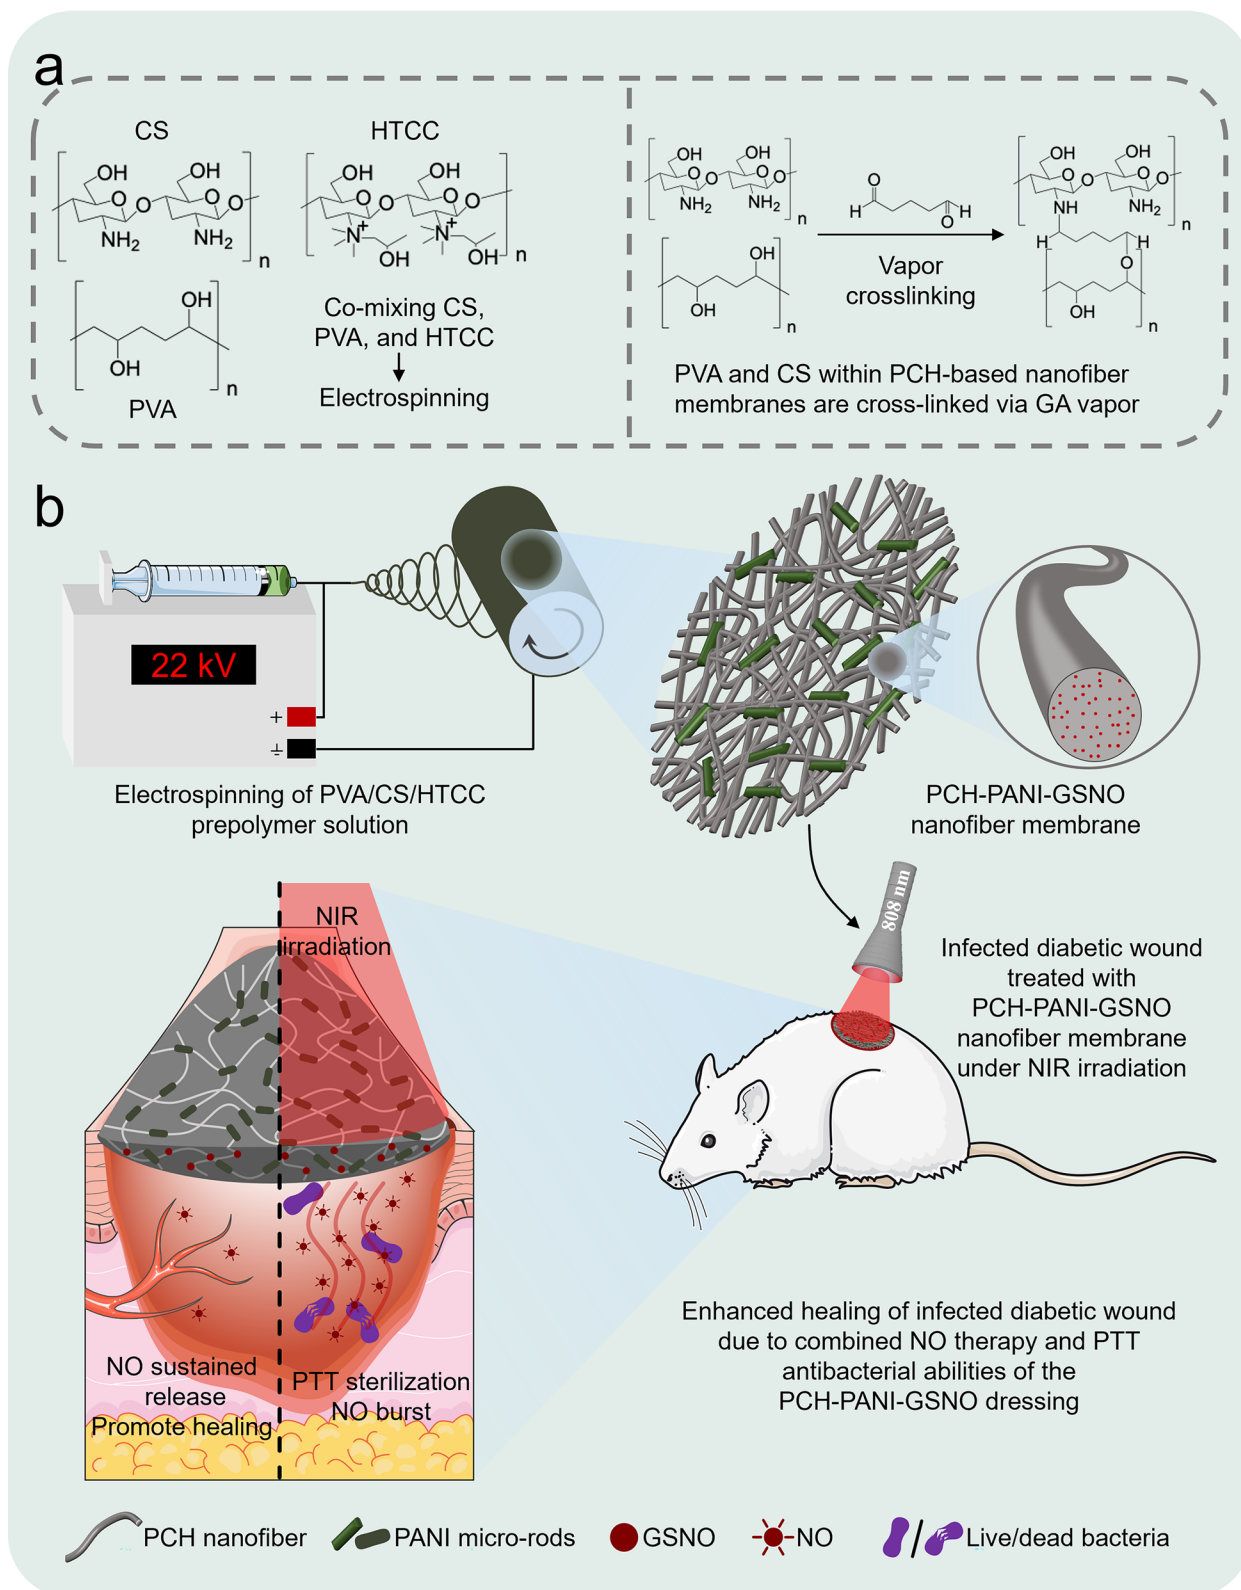 a
CS
HTCC
OH
OH
O
O
O
O
NH2
NH2
n
OH
OH
O
O
O
O
N+
N+
OH
OH
n
OH
OH
n
PVA
Co-mixing CS,
PVA, and HTCC
Electrospinning
OH
OH
O
O
O
O
NH2
NH2
n
OH
OH
n
O
H
H
O
Vapor
crosslinking
OH
OH
O
O
O
O
NH
NH2
n
H
H
O
OH
n
PVA and CS within PCH-based nanofiber
membranes are cross-linked via GA vapor
b
22 kV
+
⏚
Electrospinning of PVA/CS/HTCC
prepolymer solution
PCH-PANI-GSNO
nanofiber membrane
808 nm
Infected diabetic wound
treated with
PCH-PANI-GSNO
nanofiber membrane
under NIR irradiation
NIR
irradiation
NO sustained
release
Promote healing
PTT sterilization
NO burst
Enhanced healing of infected diabetic wound
due to combined NO therapy and PTT
antibacterial abilities of the
PCH-PANI-GSNO dressing
PCH nanofiber
PANI micro-rods
GSNO
NO
Live/dead bacteria